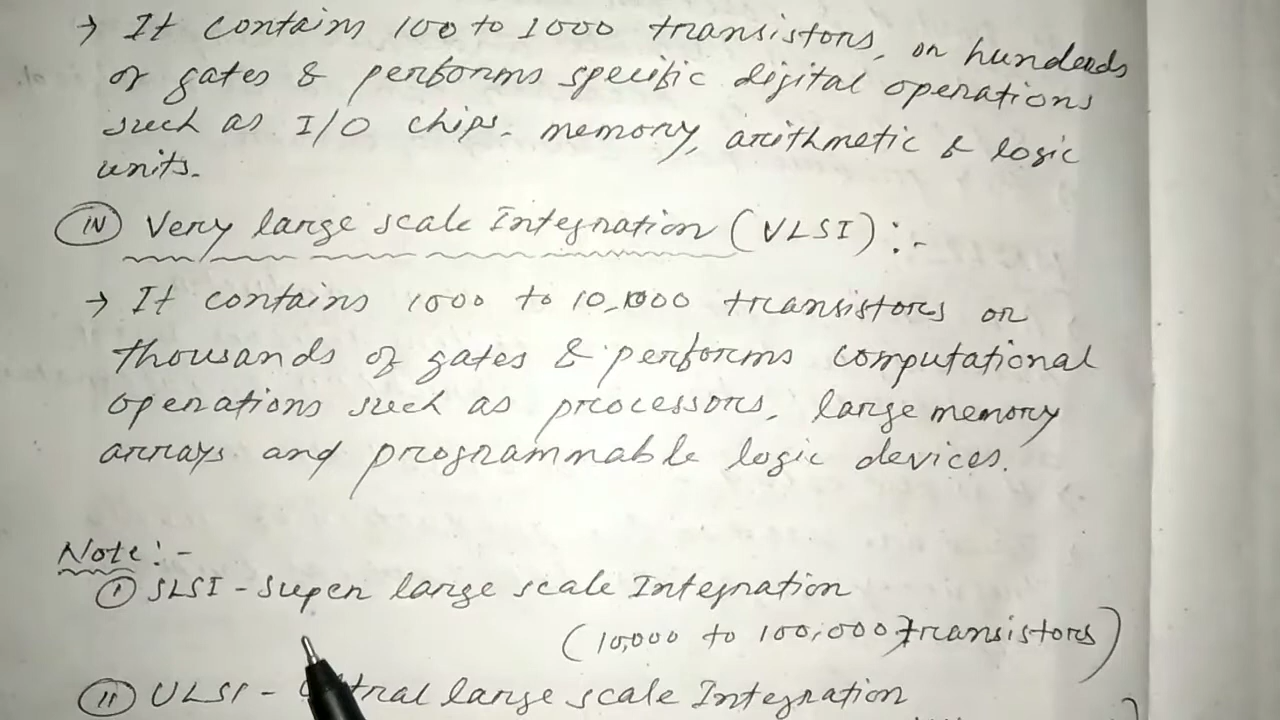 → It contains 100 to 1000 transistors, or hundreds
of gates & performs specific digital operations
such as I/O chips, memory, arithmetic & logic
units.
(iv) Very large scale Integration (VLSI) :-
→ It contains 1000 to 10,000 transistors or
thousands of gates & performs computational
operations such as processors, large memory
arrays and programmable logic devices.
Note :-
(i) SLSI - Super large scale Integration
(10,000 to 100,000 transistors)
(ii) ULSI - large scale Integration